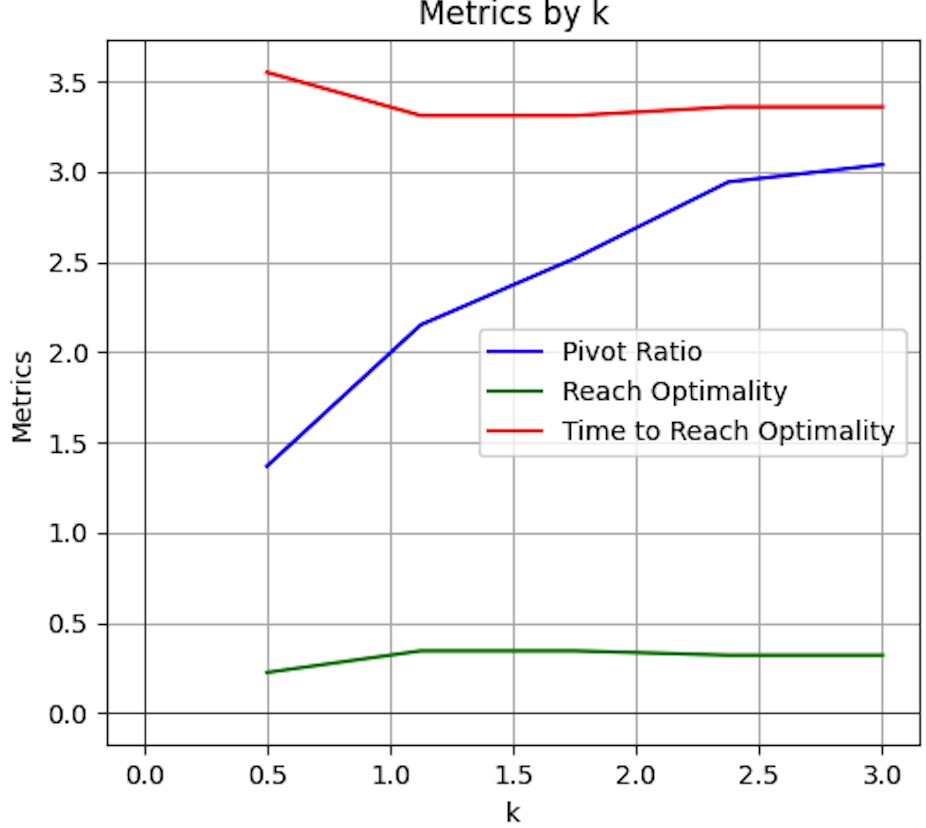 Metrics by k
3.5
3.0
2.5
2.0
1.5
1.0
0.5
0.0
Metrics
Pivot Ratio
Reach Optimality
Time to Reach Optimality
0.0 0.5 1.0 1.5 2.0 2.5 3.0
k